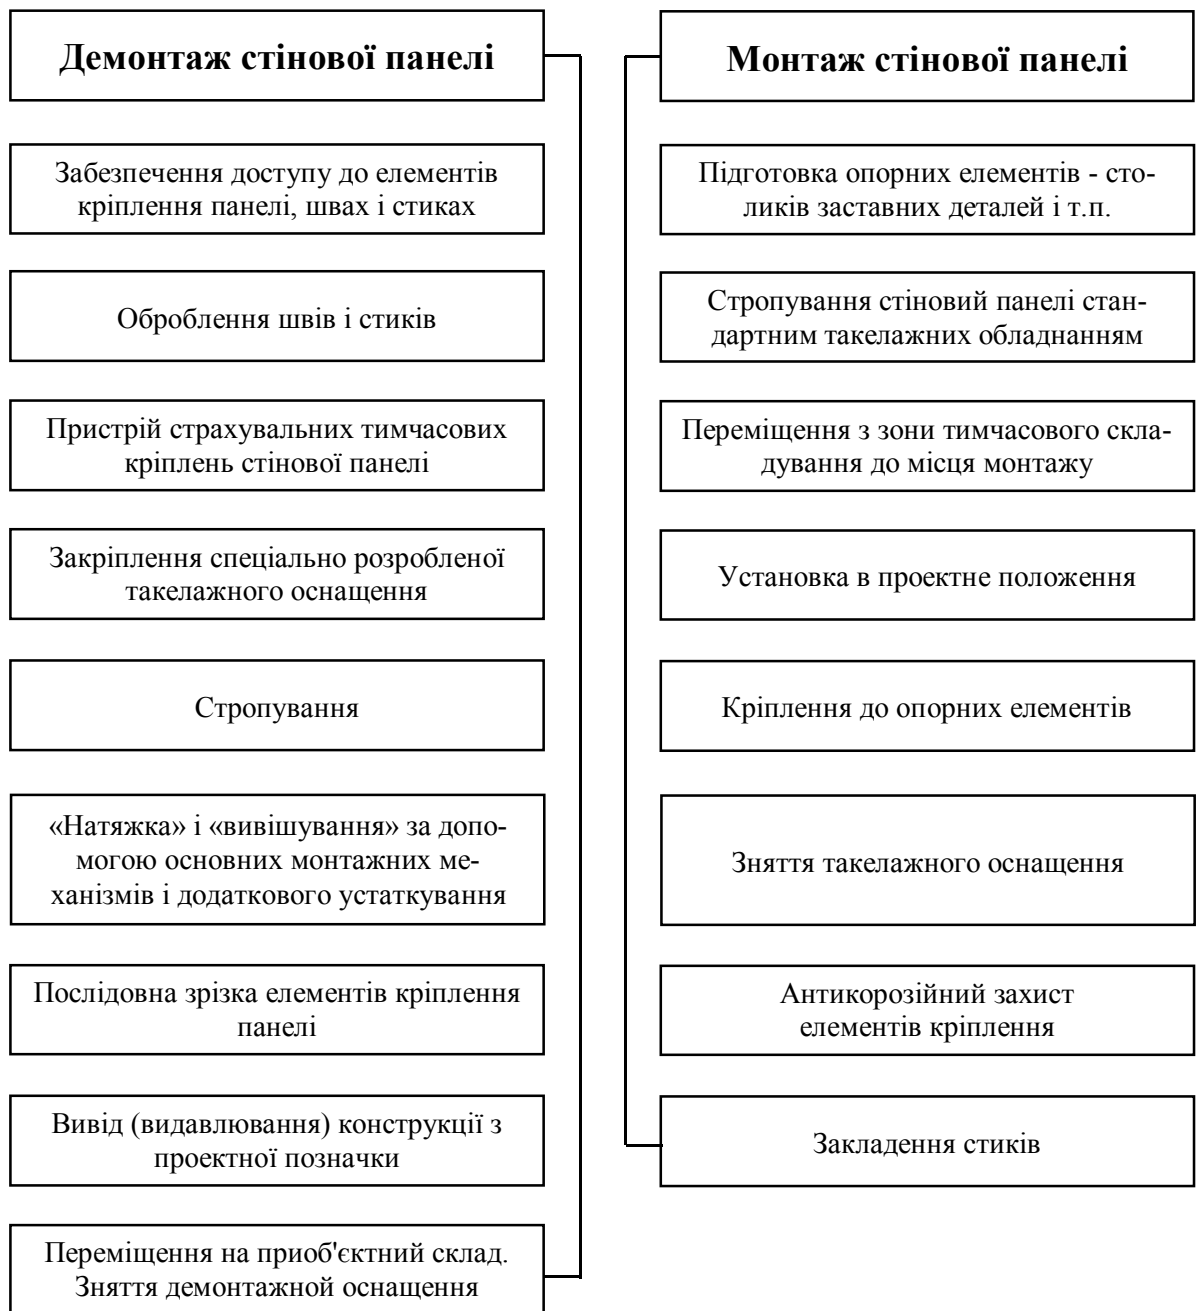 Демонтаж стінової панелі
Забезпечення доступу до елементів
кріплення панелі, швах і стиках
Оброблення швів і стиків
Пристрій страхувальних тимчасових
кріплень стінової панелі
Закріплення спеціально розробленої
такелажного оснащення
Стропування
«Натяжка» і «вивішування» за допо-
могою основних монтажних ме-
ханізмів і додаткового устаткування
Послідовна зрізка елементів кріплення
панелі
Вивід (видавлювання) конструкції з
проектної позначки
Переміщення на приоб'єктний склад.
Зняття демонтажной оснащення
Монтаж стінової панелі
Підготовка опорних елементів - сто-
ликів заставних деталей і т.п.
Стропування стіновий панелі стан-
дартним такелажних обладнанням
Переміщення з зони тимчасового скла-
дування до місця монтажу
Установка в проектне положення
Кріплення до опорних елементів
Зняття такелажного оснащення
Антикорозійний захист
елементів кріплення
Закладення стиків